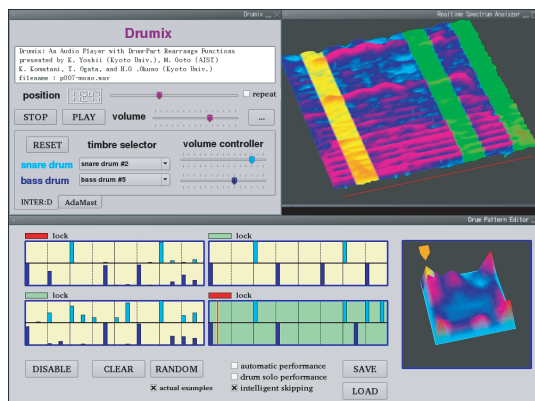 Drumix
Realtime Spectrum Analyzer
Drumix
Drumix: An Audio Player with Drum-Part Rearrange Functions
presented by K. Yoshii (Kyoto Univ.), M. Goto (AIST)
K. Komatani, T. Ogata, and H.G .Okuno (Kyoto Univ.)
filename : p007-mono.wav
position
repeat
STOP PLAY volume ...
RESET timbre selector volume controller
snare drum snare drum #2
bass drum bass drum #5
INTER:D AdaMast
Drum Pattern Editor
lock lock
lock lock
DISABLE CLEAR RANDOM
actual examples
automatic performance
drum solo performance
intelligent skipping
SAVE
LOAD